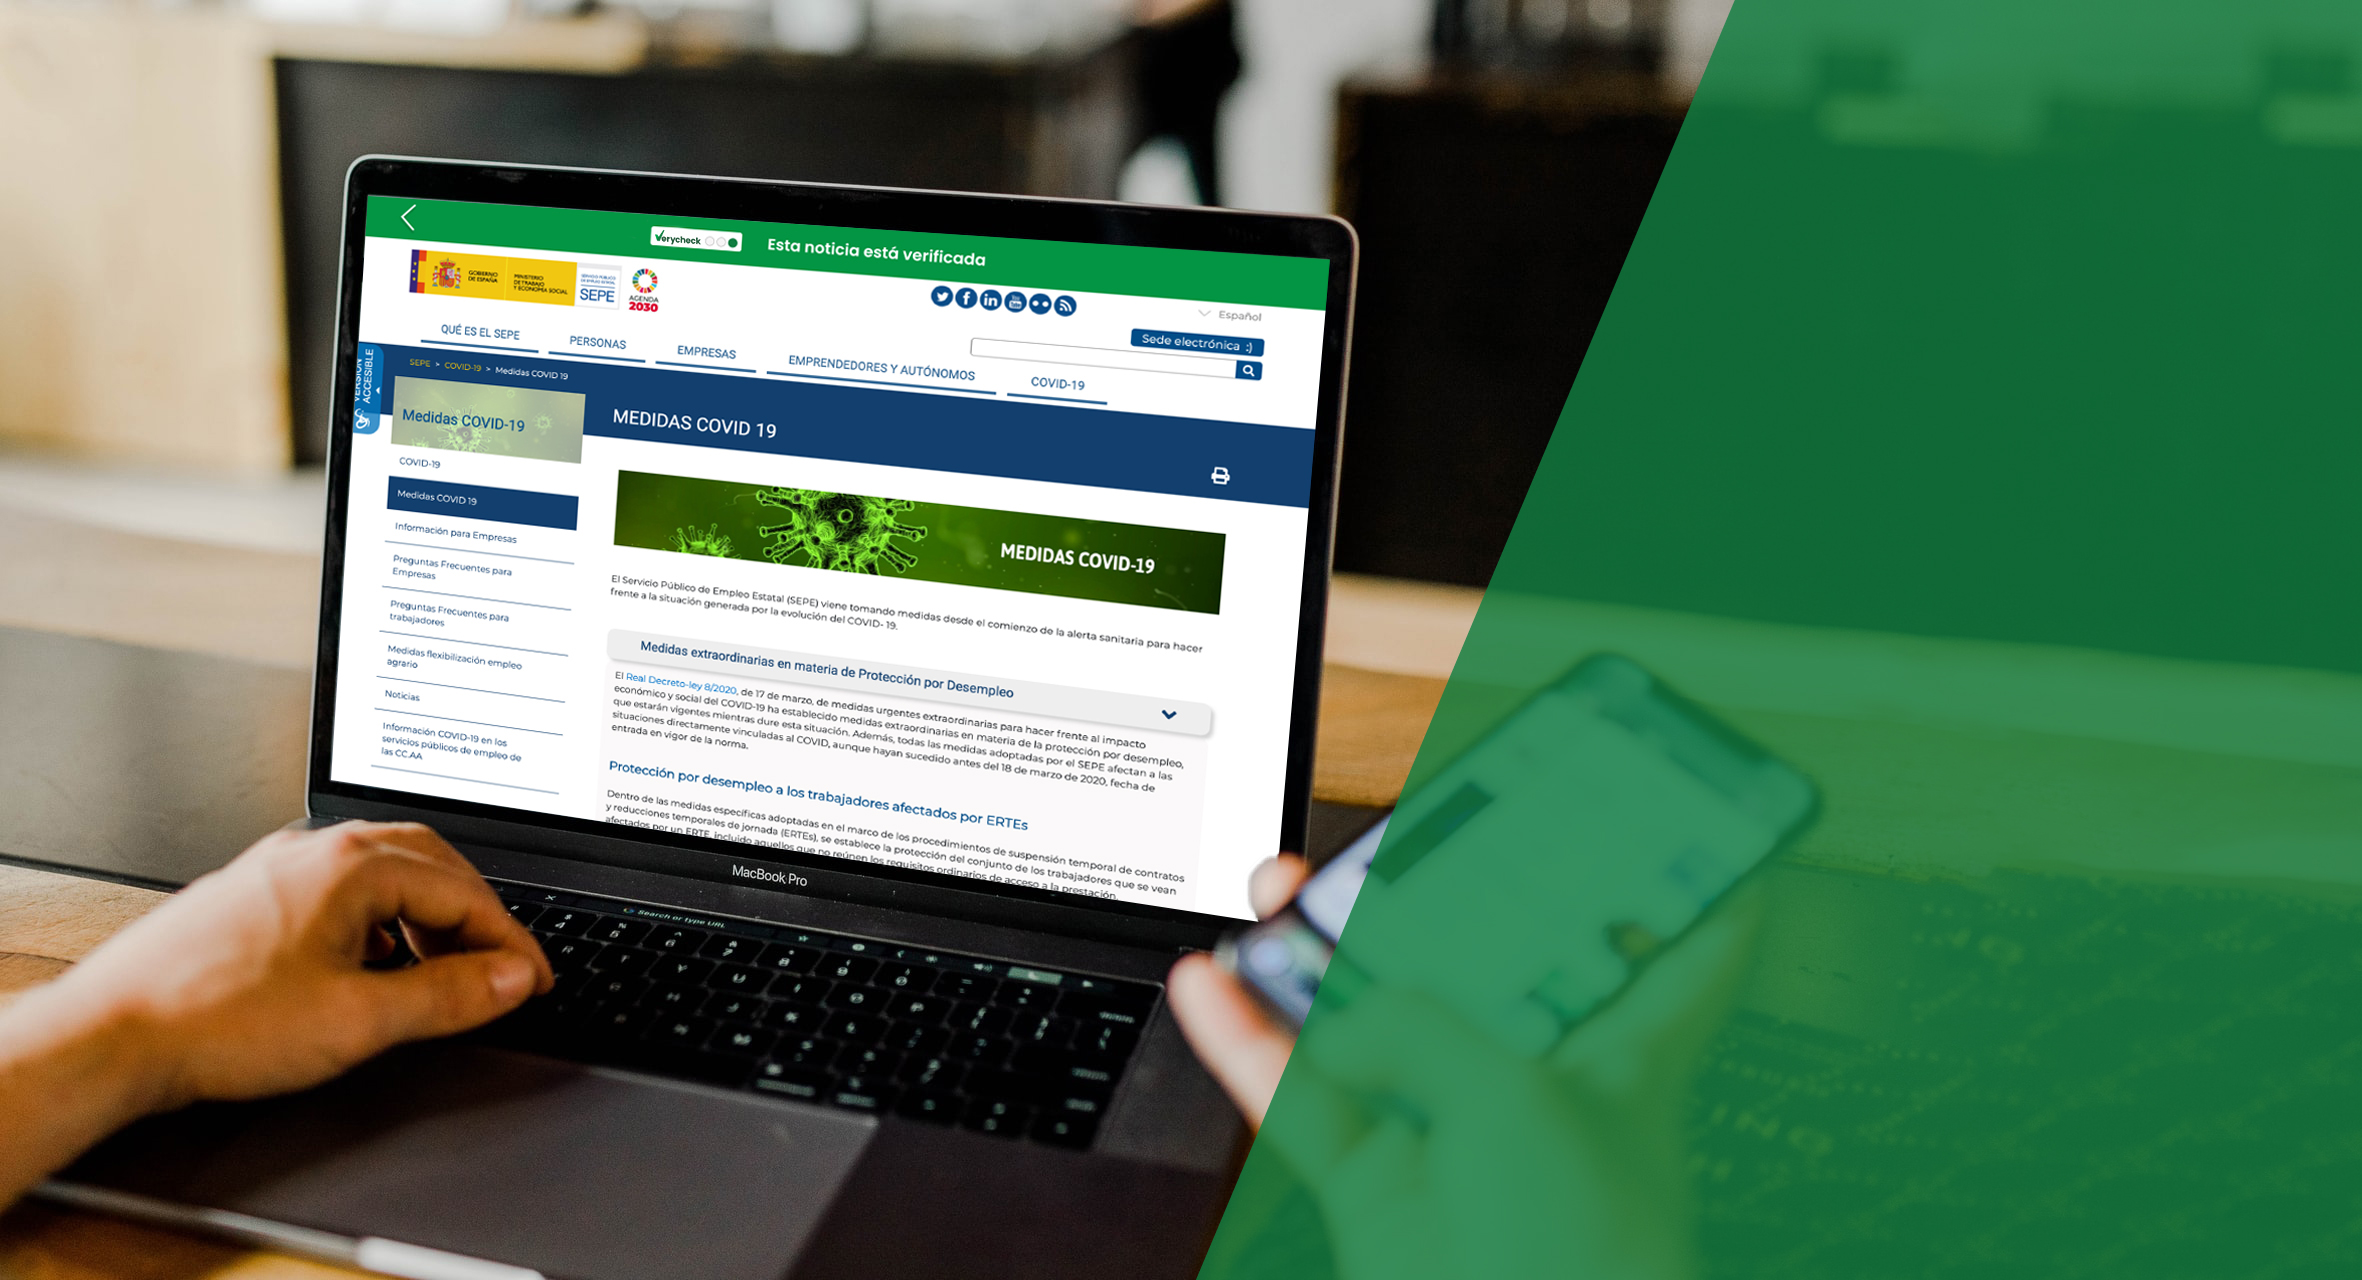 Verycheck
Esta noticia está verificada
GOBIERNO
DE ESPAÑA
MINISTERIO
DE TRABAJO
Y ECONOMÍA SOCIAL
SERVICIO PÚBLICO
DE EMPLEO ESTATAL
SEPE
AGENDA
2030
Español
Sede electrónica :)
QUÉ ES EL SEPE
PERSONAS
EMPRESAS
EMPRENDEDORES Y AUTÓNOMOS
COVID-19
VERSIÓN
ACCESIBLE
SEPE > COVID-19 > Medidas COVID 19
Medidas COVID-19
COVID-19
Medidas COVID 19
Información para Empresas
Preguntas Frecuentes para
Empresas
Preguntas Frecuentes para
trabajadores
Medidas flexibilización empleo
agrario
Noticias
Información COVID-19 en los
servicios públicos de empleo de
las CC.AA
MEDIDAS COVID 19
MEDIDAS COVID-19
El Servicio Público de Empleo Estatal (SEPE) viene tomando medidas desde el comienzo de la alerta sanitaria para hacer
frente a la situación generada por la evolución del COVID- 19.
Medidas extraordinarias en materia de Protección por Desempleo
El Real Decreto-ley 8/2020, de 17 de marzo, de medidas urgentes extraordinarias para hacer frente al impacto
económico y social del COVID-19 ha establecido medidas extraordinarias en materia de la protección por desempleo,
que estarán vigentes mientras dure esta situación. Además, todas las medidas adoptadas por el SEPE afectan a las
situaciones directamente vinculadas al COVID, aunque hayan sucedido antes del 18 de marzo de 2020, fecha de
entrada en vigor de la norma.
Protección por desempleo a los trabajadores afectados por ERTEs
Dentro de las medidas específicas adoptadas en el marco de los procedimientos de suspensión temporal de contratos
y reducciones temporales de jornada (ERTEs), se establece la protección del conjunto de los trabajadores que se vean
afectados por un ERTE, incluido aquellos que no reúnen los requisitos ordinarios de acceso a la prestación.
MacBook Pro
Search or type URL